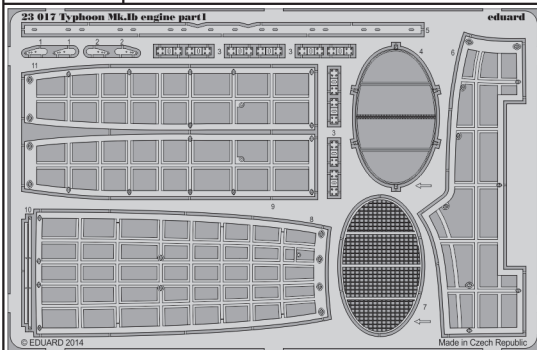 23 017 Typhoon Mk.Ib engine part1
eduard
5
1 1 2 2 3 3 4 6
11
3
10 9 8
7
© EDUARD 2014
Made in Czech Republic